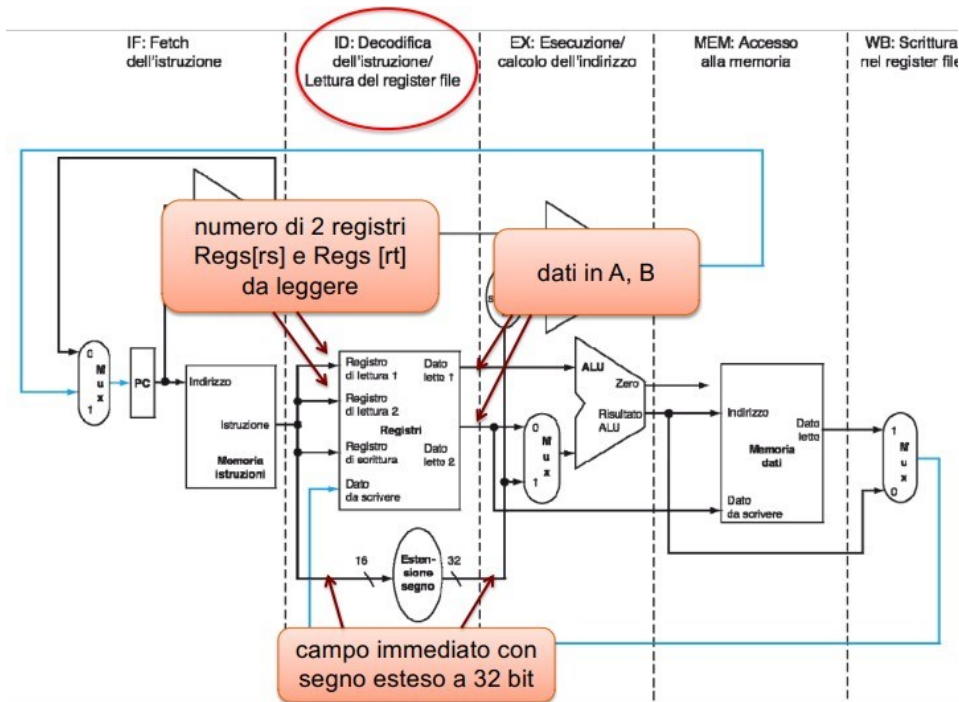 IF: Fetch
dell'istruzione
ID: Decodifica
dell'istruzione/
Lettura del register file
EX: Esecuzione/
calcolo dell'indirizzo
MEM: Accesso
alla memoria
WB: Scrittura
nel register file
numero di 2 registri
Regs[rs] e Regs [rt]
da leggere
dati in A, B
0
M
u
x
1
PC
Indirizzo
Istruzione
Memoria
istruzioni
Registro
di lettura 1
Registro
di lettura 2
Registri
Registro
di scrittura
Dato
da scrivere
Dato
letto 1
Dato
letto 2
16
Esten-
sione
segno
32
0
M
u
x
1
ALU
Zero
Risultato
ALU
Indirizzo
Dato
letto
Memoria
dati
Dato
da scrivere
1
M
u
x
0
campo immediato con
segno esteso a 32 bit